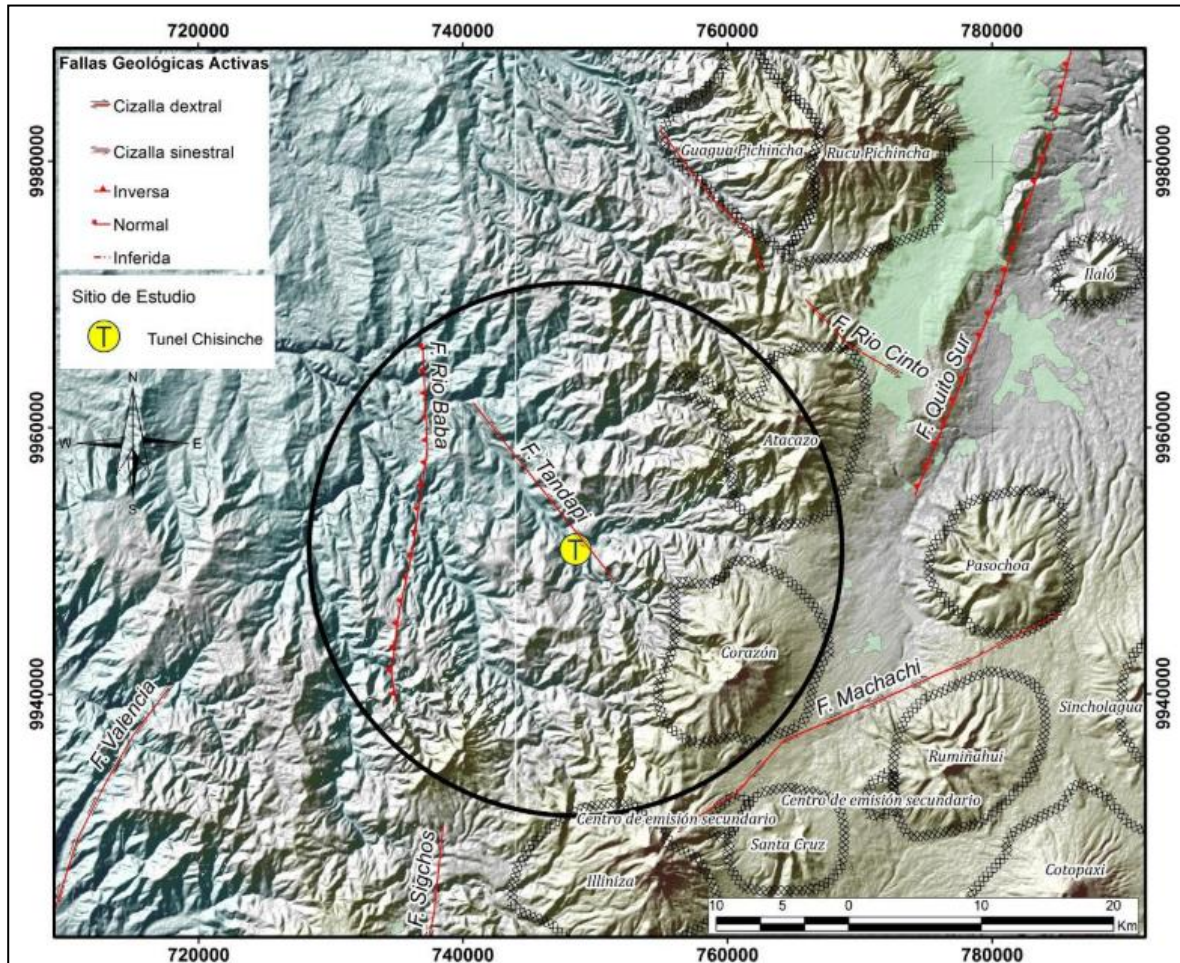 720000
740000
760000
780000
Fallas Geológicas Activas
Cizalla dextral
Cizalla sinestral
Inversa
Normal
Inferida
Sitio de Estudio
T
Tunel Chisinche
N
W
E
S
9980000
9980000
9960000
9960000
9940000
9940000
Guagua Pichincha
Rucu Pichincha
Ilaló
F. Rio Cinto
F. Quito Sur
F. Rio Baba
F. Tandapi
Atacazo
T
Pasochoa
Corazón
F. Machachi
Sincholagua
F. Valencia
Rumiñahui
Centro de emisión secundario
Centro de emisión secundario
Santa Cruz
Illiniza
Cotopaxi
F. Sigchos
10
5
0
10
20
Km
720000
740000
760000
780000